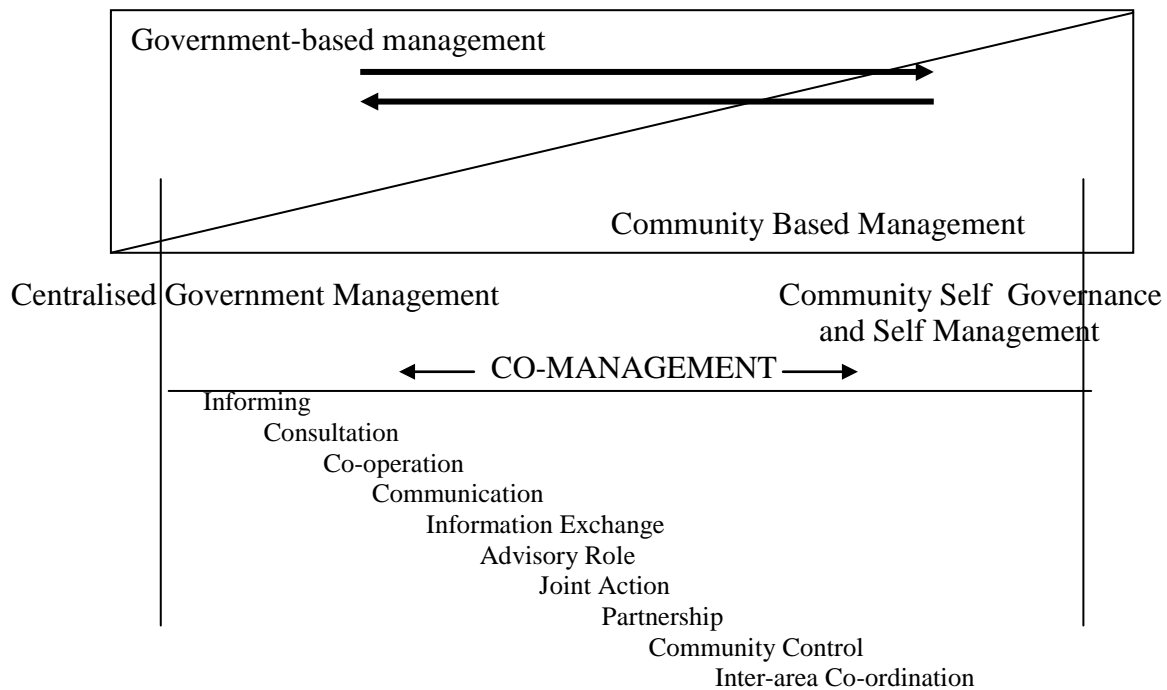 Government-based management
Community Based Management
Centralised Government Management
Community Self Governance
and Self Management
CO-MANAGEMENT
Informing
Consultation
Co-operation
Communication
Information Exchange
Advisory Role
Joint Action
Partnership
Community Control
Inter-area Co-ordination